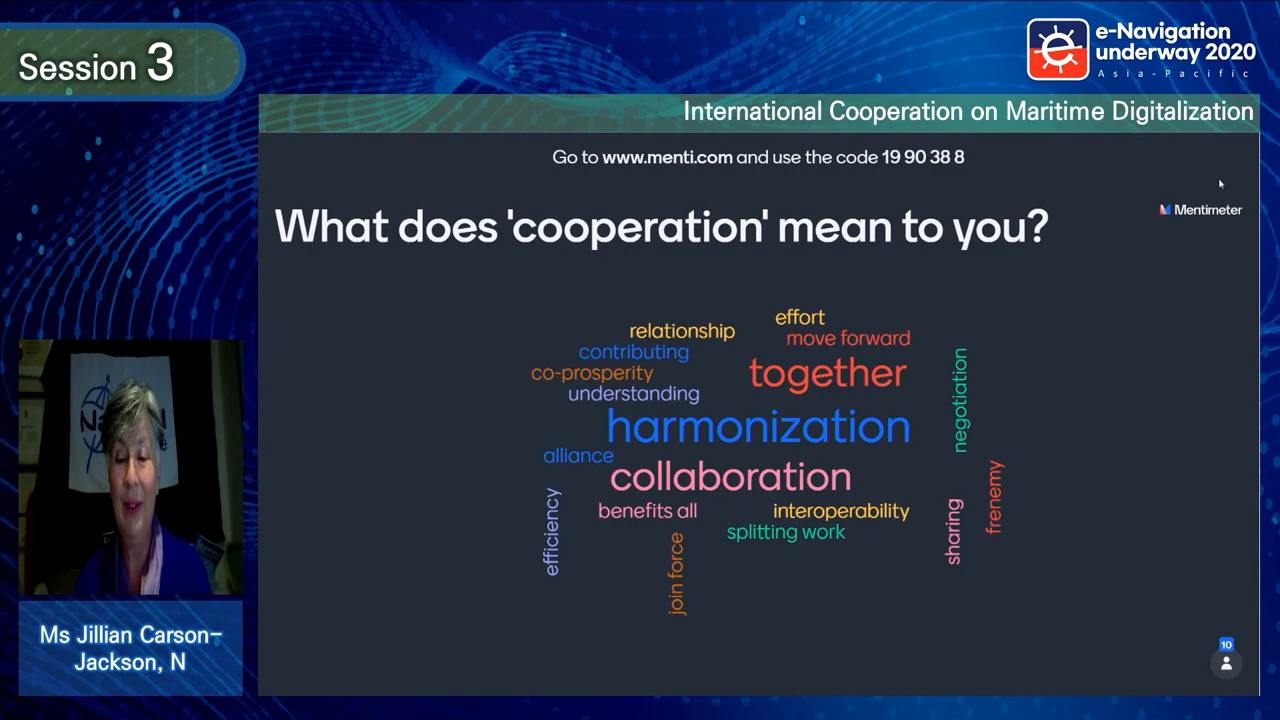 Session 3
e-Navigation
underway 2020
Asia-Pacific
International Cooperation on Maritime Digitalization
Go to www.menti.com and use the code 19 90 38 8
Mentimeter
What does 'cooperation' mean to you?
effort
relationship
move forward
contributing
together
co-prosperity
understanding
negotiation
harmonization
alliance
collaboration
frenemy
efficiency
benefits all
interoperability
sharing
splitting work
join force
Ms Jillian Carson-
Jackson, N
10